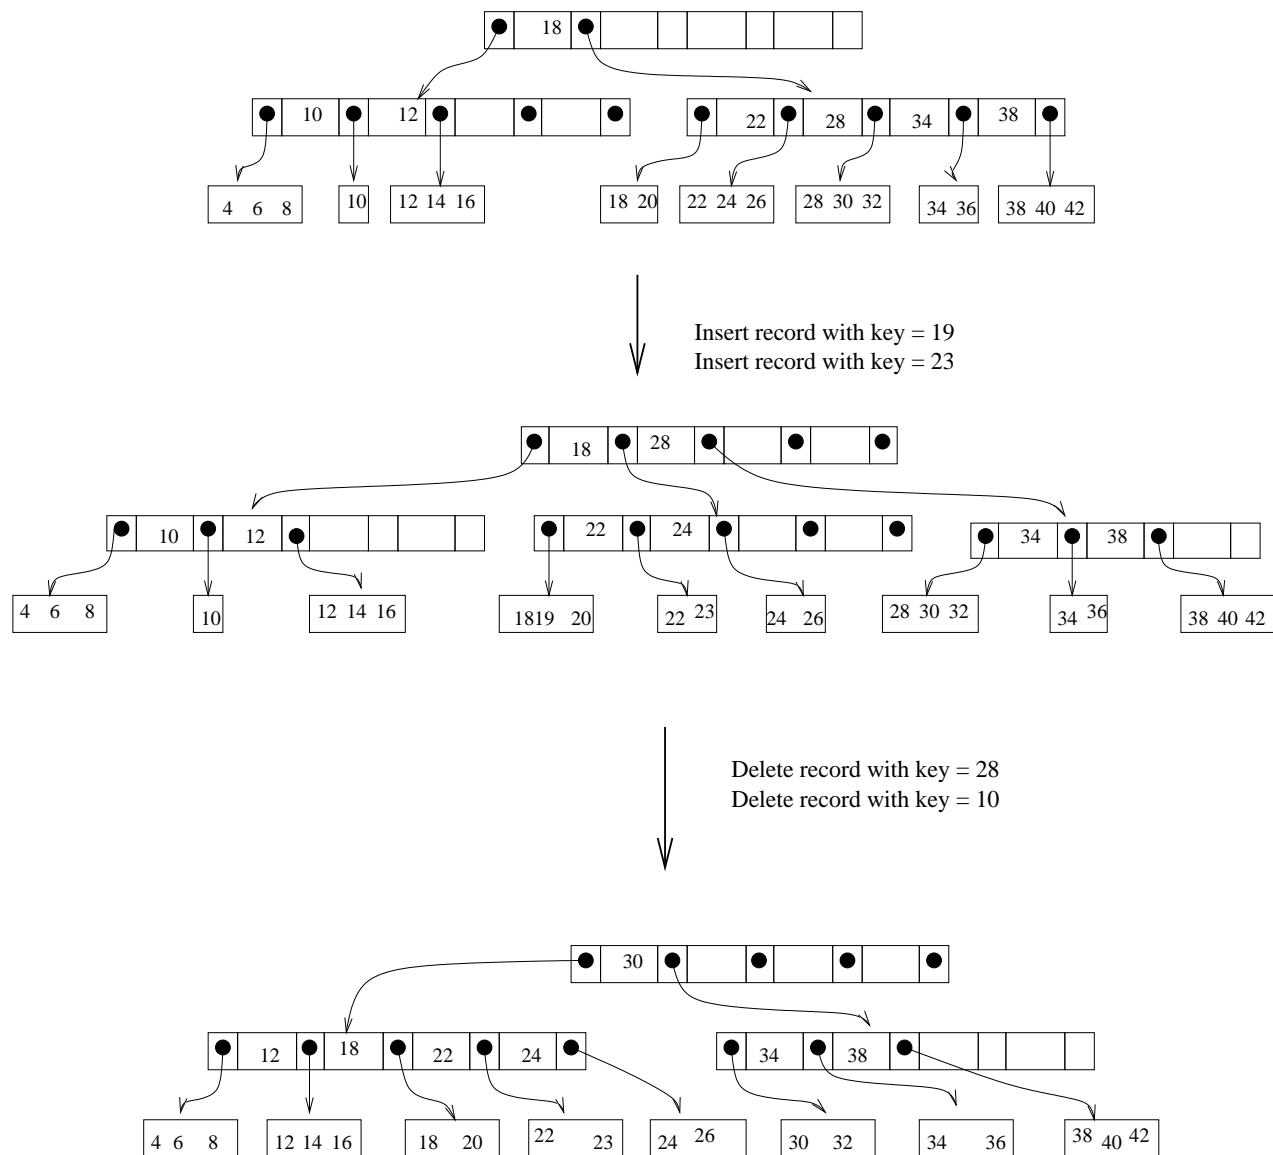 18
10 12 22 28 34 38
4 6 8 10 12 14 16 18 20 22 24 26 28 30 32 34 36 38 40 42
Insert record with key = 19
Insert record with key = 23
18 28
10 12 22 24 34 38
4 6 8 10 12 14 16 1819 20 22 23 24 26 28 30 32 34 36 38 40 42
Delete record with key = 28
Delete record with key = 10
30
12 18 22 24 34 38
4 6 8 12 14 16 18 20 22 23 24 26 30 32 34 36 38 40 42